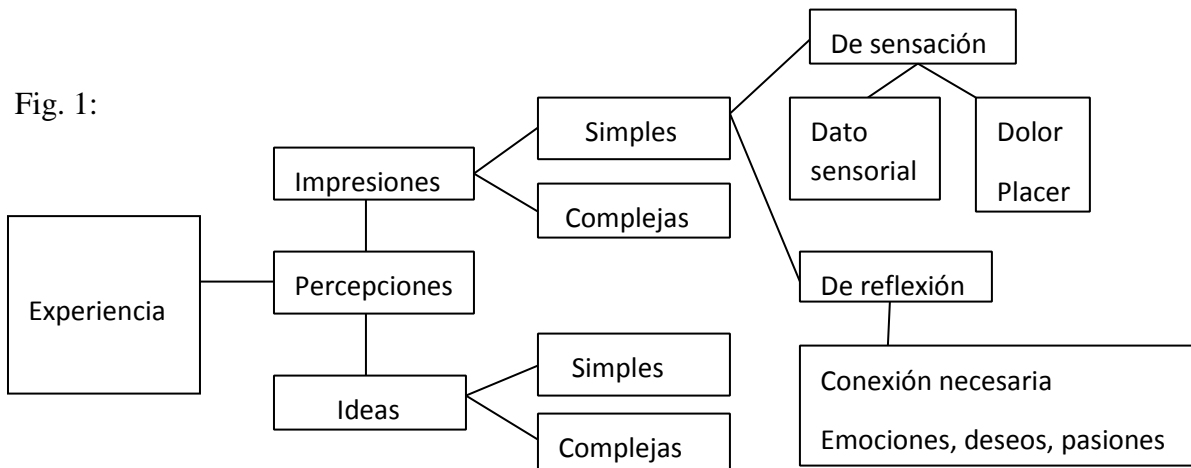 Fig. 1:
Experiencia
Impresiones
Percepciones
Ideas
Simples
Complejas
Simples
Complejas
De sensación
Dato
sensorial
Dolor
Placer
De reflexión
Conexión necesaria
Emociones, deseos, pasiones